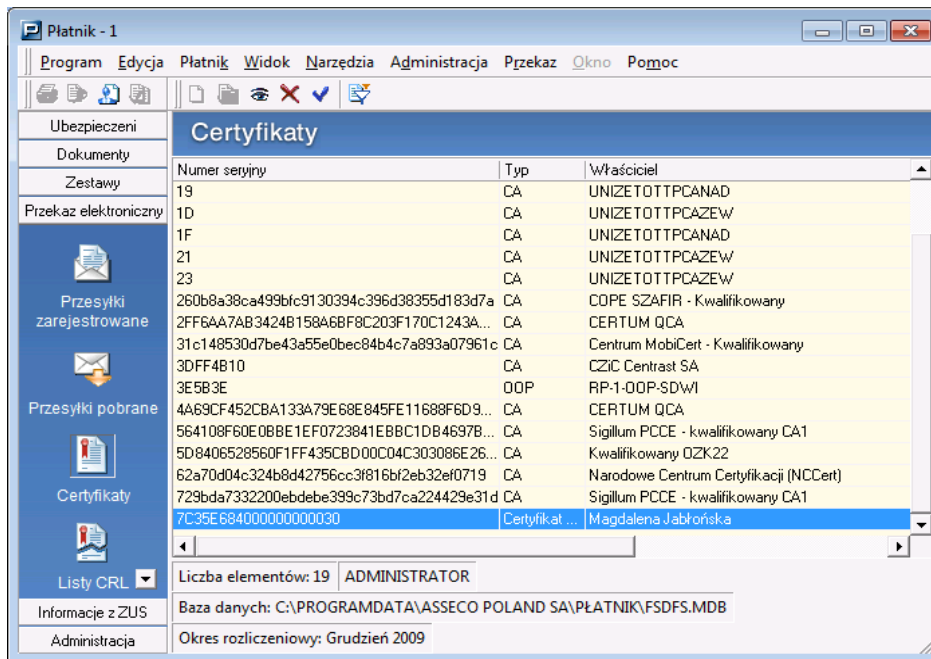 Płatnik - 1
Program Edycja Płatnik Widok Narzędzia Administracja Przekaz Okno Pomoc
Ubezpieczeni
Dokumenty
Zestawy
Przekaz elektroniczny
Przesyłki
zarejestrowane
Przesyłki pobrane
Certyfikaty
Listy CRL
Informacje z ZUS
Administracja
Certyfikaty
Numer seryjny Typ Właściciel
19 CA UNIZETOTTPCANAD
1D CA UNIZETOTTPCAZEW
1F CA UNIZETOTTPCANAD
21 CA UNIZETOTTPCAZEW
23 CA UNIZETOTTPCAZEW
260b8a38ca499bfc9130394c396d38355d183d7a CA COPE SZAFIR - Kwalifikowany
2FF6AA7AB3424B158A6BF8C203F170C1243A... CA CERTUM QCA
31c148530d7be43a55e0bec84b4c7a893a07961c CA Centrum MobiCert - Kwalifikowany
3DFF4B10 CA CZiC Centrast SA
3E5B3E OOP RP-1-OOP-SDWI
4A69CF452CBA133A79E68E845FE11688F6D9... CA CERTUM QCA
564108F60E0BBE1EF0723841EBBC1DB4697B... CA Sigillum PCCE - kwalifikowany CA1
5D8406528560F1FF435CBD00C04C303086E26... CA Kwalifikowany OZK22
62a70d04c324b8d42756cc3f816bf2eb32ef0719 CA Narodowe Centrum Certyfikacji (NCCert)
729bda7332200ebdebe399c73bd7ca224429e31d CA Sigillum PCCE - kwalifikowany CA1
7C35E684000000000030 Certyfikat ... Magdalena Jabłońska
Liczba elementów: 19 ADMINISTRATOR
Baza danych: C:\PROGRAMDATA\ASSECO POLAND SA\PŁATNIK\FSDFS.MDB
Okres rozliczeniowy: Grudzień 2009